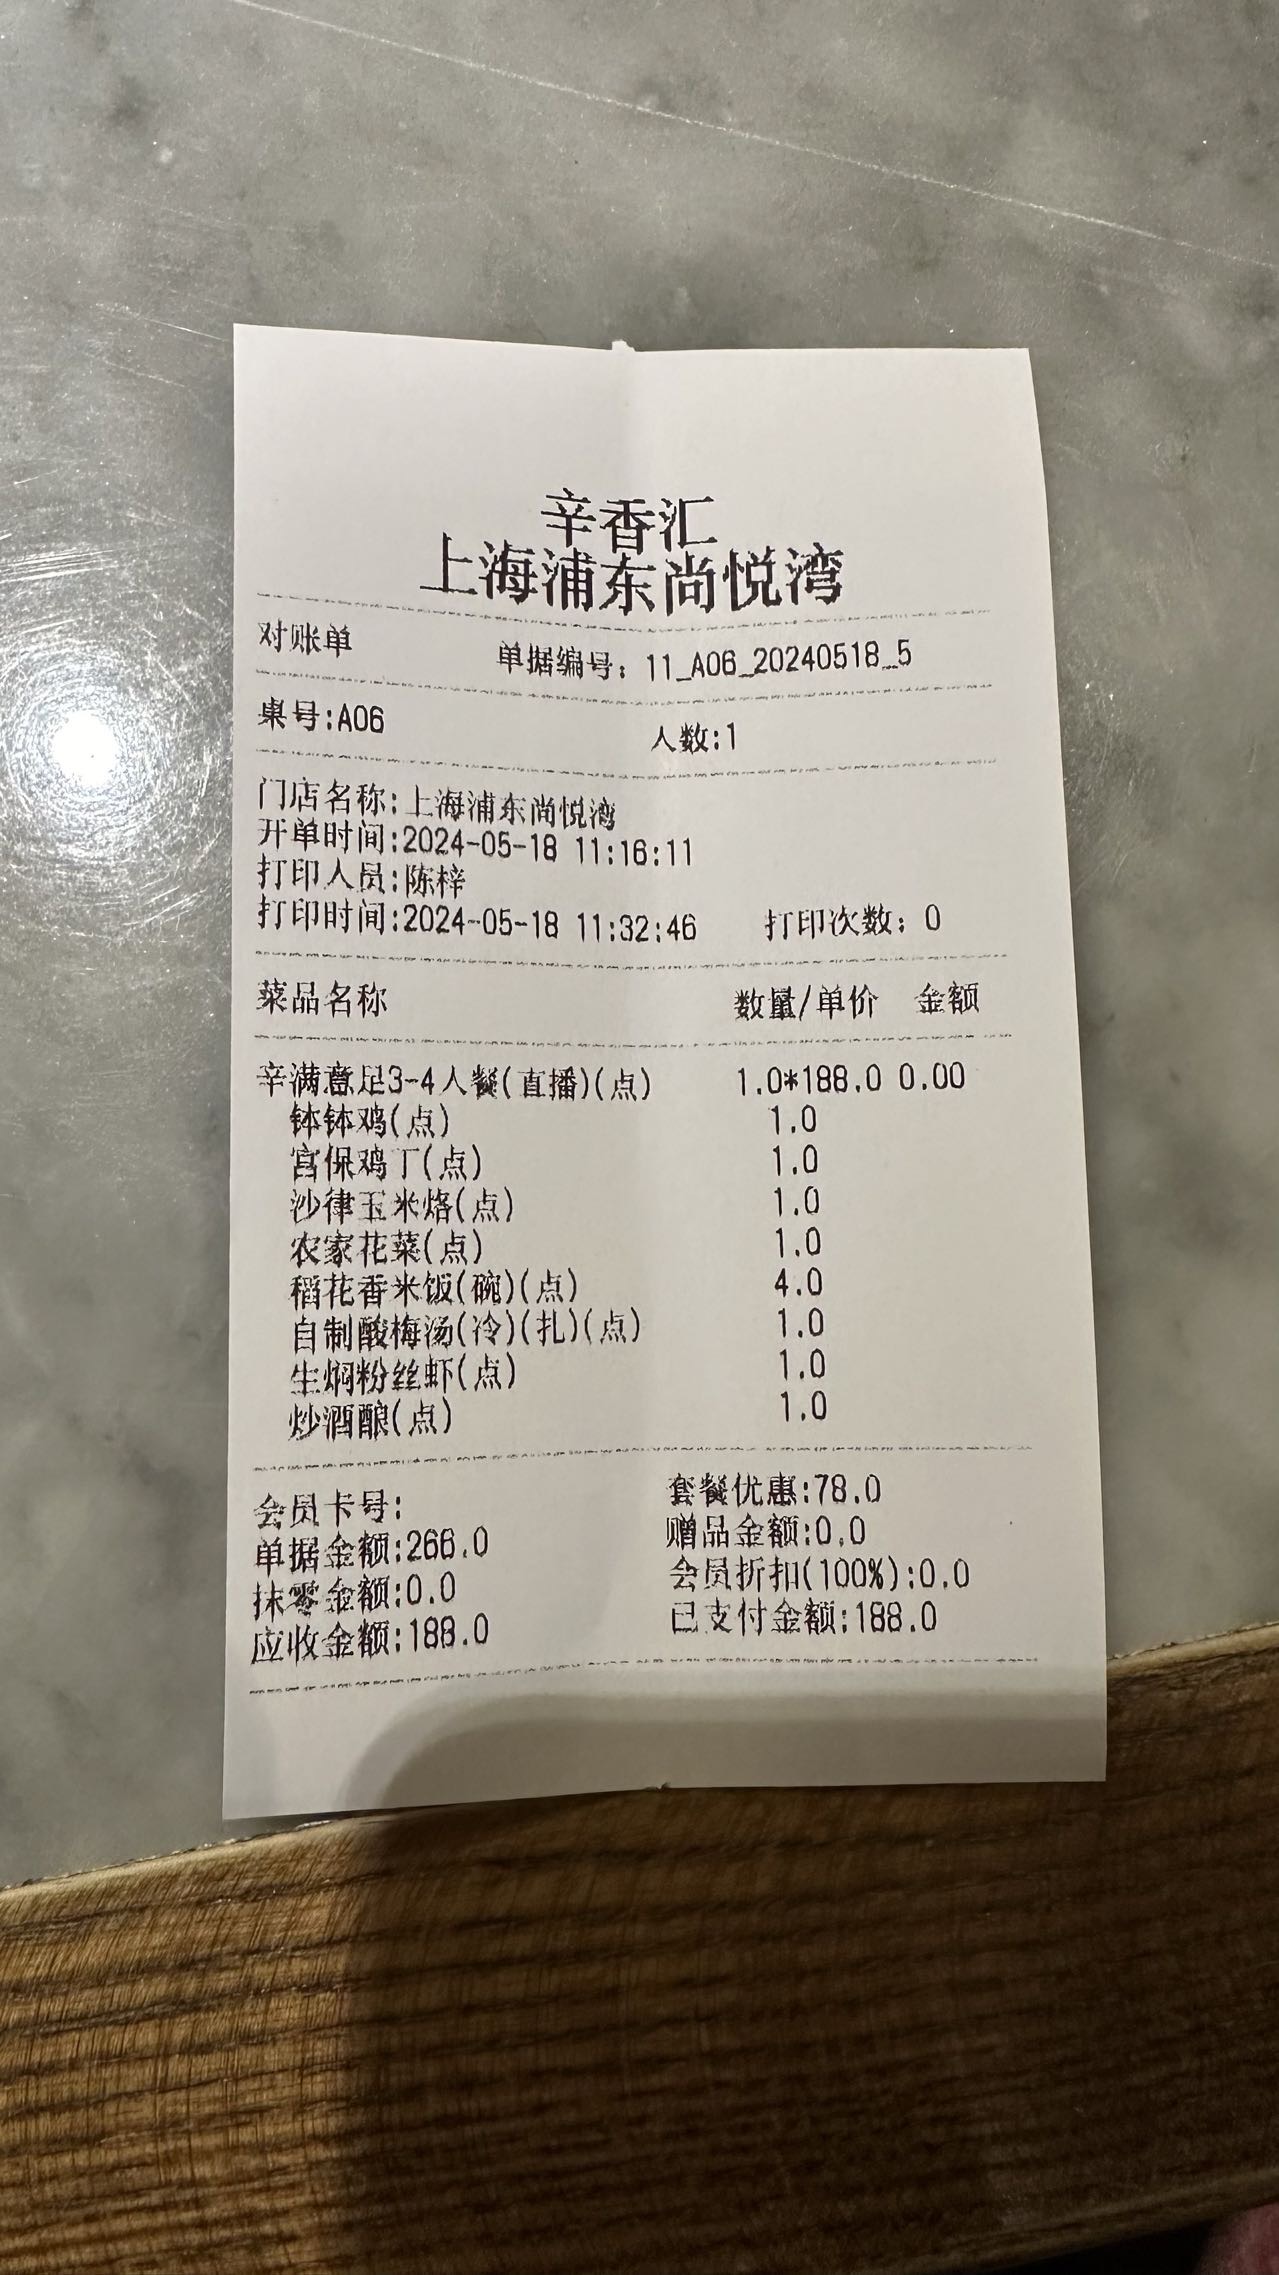 辛香汇
上海浦东尚悦湾
对账单 单据编号：11_A06_20240518_5
桌号:A06 人数:1
门店名称:上海浦东尚悦湾
开单时间:2024-05-18 11:16:11
打印人员:陈梓
打印时间:2024-05-18 11:32:46 打印次数：0
菜品名称 数量/单价 金额
辛满意足3-4人餐(直播)(点) 1.0*188.0 0.00
钵钵鸡(点) 1.0
宫保鸡丁(点) 1.0
沙律玉米烙(点) 1.0
农家花菜(点) 1.0
稻花香米饭(碗)(点) 4.0
自制酸梅汤(冷)(扎)(点) 1.0
生焖粉丝虾(点) 1.0
炒酒酿(点) 1.0
会员卡号: 套餐优惠:78.0
单据金额:266.0 赠品金额:0.0
抹零金额:0.0 会员折扣(100%):0.0
应收金额:188.0 已支付金额:188.0